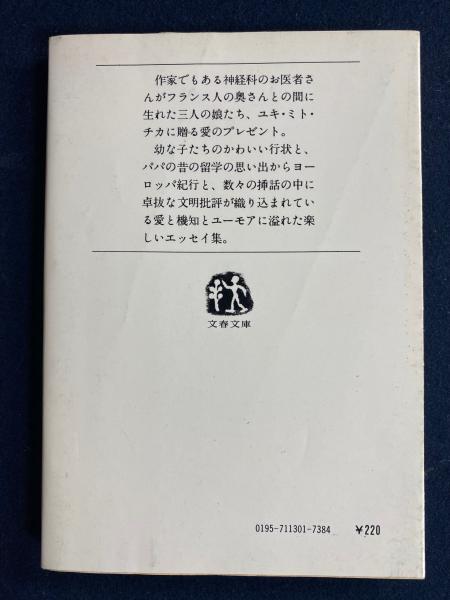 作家でもある神経科のお医者さ
んがフランス人の奥さんとの間に
生れた三人の娘たち、ユキ・ミト・
チカに贈る愛のプレゼント。
幼な子たちのかわいい行状と、
パパの昔の留学の思い出からヨー
ロッパ紀行と、数々の挿話の中に
卓抜な文明批評が織り込まれてい
る愛と機知とユーモアに溢れた楽
しいエッセイ集。
文春文庫
0195-711301-7384 ¥220